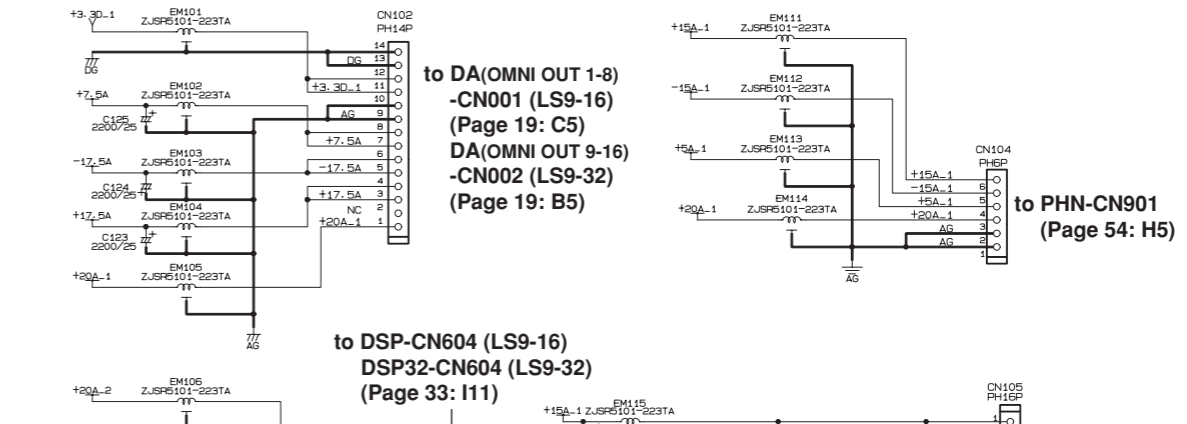 +3.3D_1
EM101
ZJSR5101-223TA
CN102
PH14P
DG
14
13
DG
12
11
+3.3D_1
10
9
AG
8
7
+7.5A
6
5
-17.5A
4
3
+17.5A
2
NC
1
+20A_1
+7.5A
EM102
ZJSR5101-223TA
C125
2200/25
+
-17.5A
EM103
ZJSR5101-223TA
C124
2200/25
+
+17.5A
EM104
ZJSR5101-223TA
C123
2200/25
+
+20A_1
EM105
ZJSR5101-223TA
AG
to DA(OMNI OUT 1-8)
-CN001 (LS9-16)
(Page 19: C5)
DA(OMNI OUT 9-16)
-CN002 (LS9-32)
(Page 19: B5)
+15A_1
EM111
ZJSR5101-223TA
-15A_1
EM112
ZJSR5101-223TA
+5A_1
EM113
ZJSR5101-223TA
+20A_1
EM114
ZJSR5101-223TA
CN104
PH6P
+15A_1
6
-15A_1
5
+5A_1
4
+20A_1
3
AG
2
AG
1
AG
to PHN-CN901
(Page 54: H5)
to DSP-CN604 (LS9-16)
DSP32-CN604 (LS9-32)
(Page 33: I11)
+20A_2
EM106
ZJSR5101-223TA
+15A_1
EM115
ZJSR5101-223TA
CN105
PH16P
1